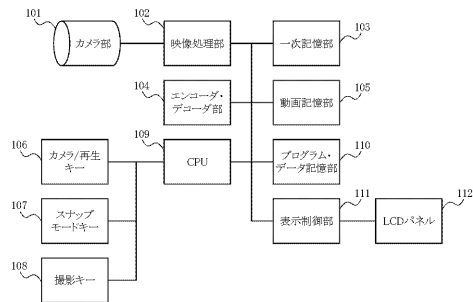 101
カメラ部
102
映像処理部
103
一次記憶部
104
エンコーダ・
デコーダ部
105
動画記憶部
106
カメラ/再生
キー
109
CPU
110
プログラム・
データ記憶部
107
スナップ
モードキー
111
表示制御部
112
LCDパネル
108
撮影キー